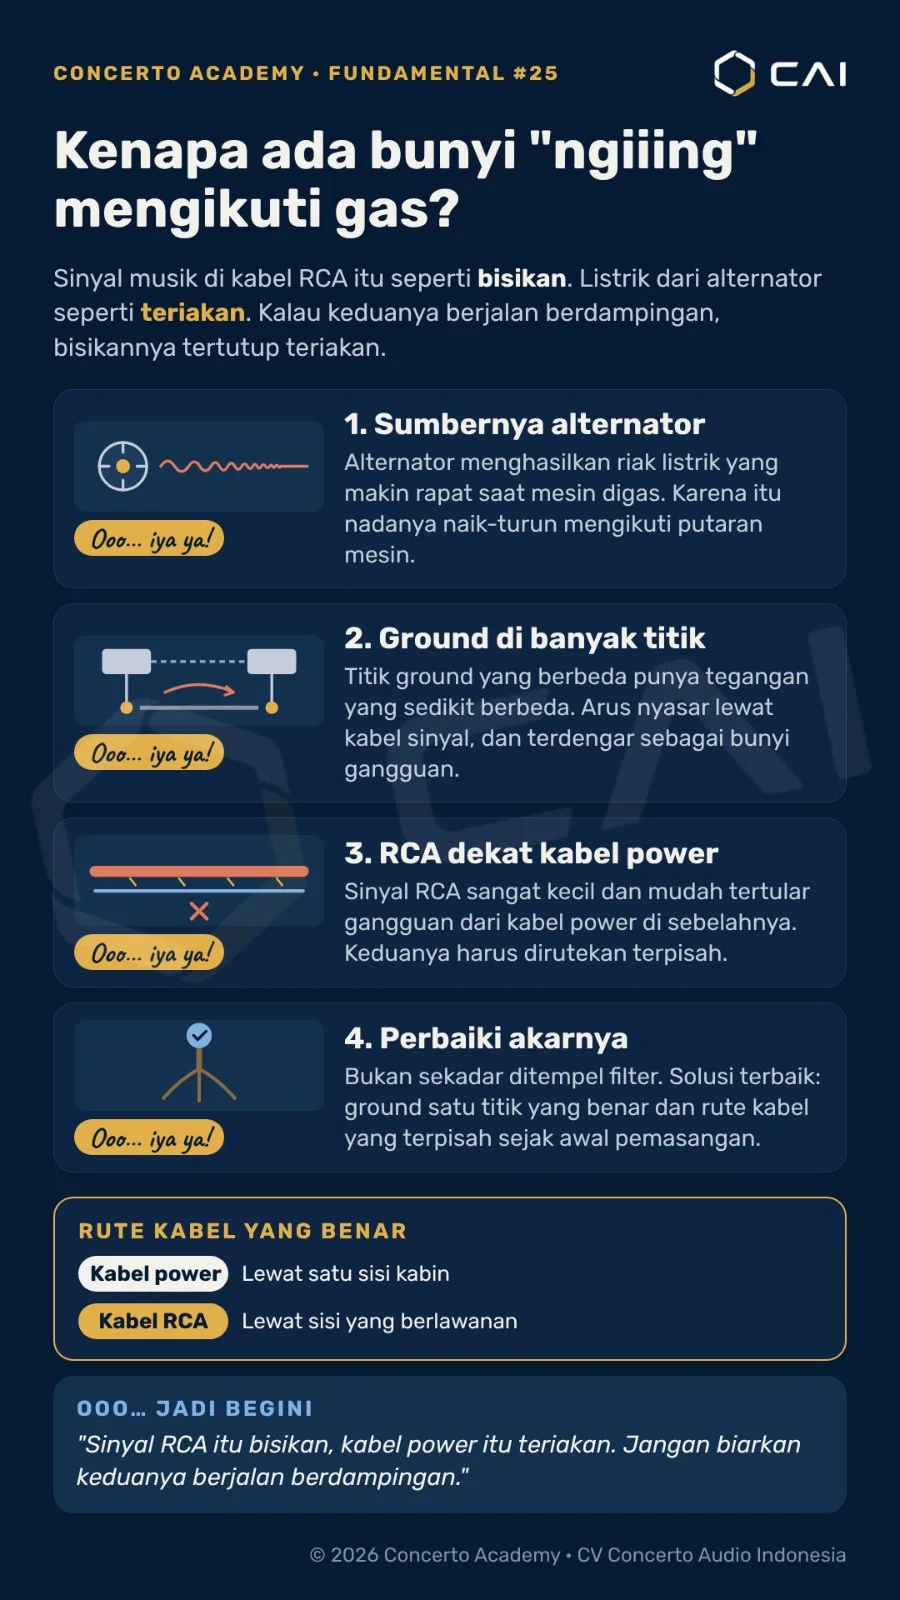 CONCERTO ACADEMY • FUNDAMENTAL #25
CAI
Kenapa ada bunyi "ngiiing"
mengikuti gas?
Sinyal musik di kabel RCA itu seperti bisikan. Listrik dari alternator
seperti teriakan. Kalau keduanya berjalan berdampingan,
bisikannya tertutup teriakan.
1. Sumbernya alternator
Alternator menghasilkan riak listrik yang
makin rapat saat mesin digas. Karena itu
nadanya naik-turun mengikuti putaran
mesin.
Ooo... iya ya!
2. Ground di banyak titik
Titik ground yang berbeda punya tegangan
yang sedikit berbeda. Arus nyasar lewat
kabel sinyal, dan terdengar sebagai bunyi
gangguan.
Ooo... iya ya!
3. RCA dekat kabel power
Sinyal RCA sangat kecil dan mudah tertular
gangguan dari kabel power di sebelahnya.
Keduanya harus dirutekan terpisah.
Ooo... iya ya!
4. Perbaiki akarnya
Bukan sekadar ditempel filter. Solusi terbaik:
ground satu titik yang benar dan rute kabel
yang terpisah sejak awal pemasangan.
Ooo... iya ya!
CAI
RUTE KABEL YANG BENAR
Kabel power Lewat satu sisi kabin
Kabel RCA Lewat sisi yang berlawanan
OOO... JADI BEGINI
"Sinyal RCA itu bisikan, kabel power itu teriakan. Jangan biarkan
keduanya berjalan berdampingan."
© 2026 Concerto Academy • CV Concerto Audio Indonesia